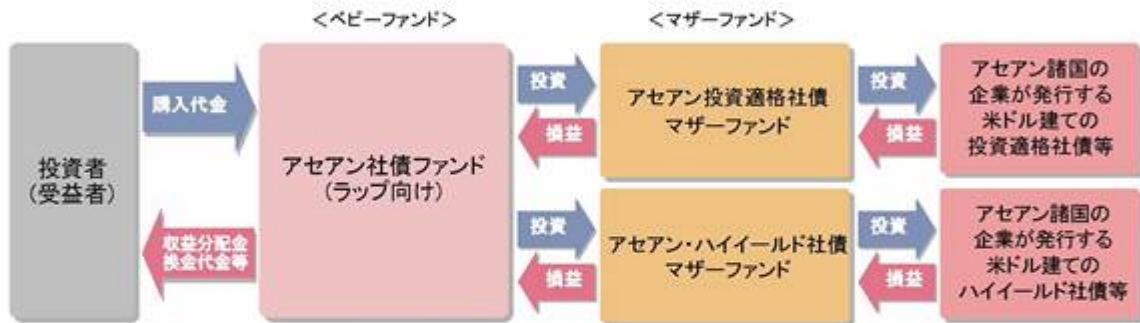 ＜ベビーファンド＞
＜マザーファンド＞
投資者
(受益者)
購入代金
収益分配金
換金代金等
アセアン社債ファンド
(ラップ向け)
投資
損益
アセアン投資適格社債
マザーファンド
投資
損益
アセアン諸国の
企業が発行する
米ドル建ての
投資適格社債等
投資
損益
アセアン・ハイイールド社債
マザーファンド
投資
損益
アセアン諸国の
企業が発行する
米ドル建ての
ハイイールド社債等